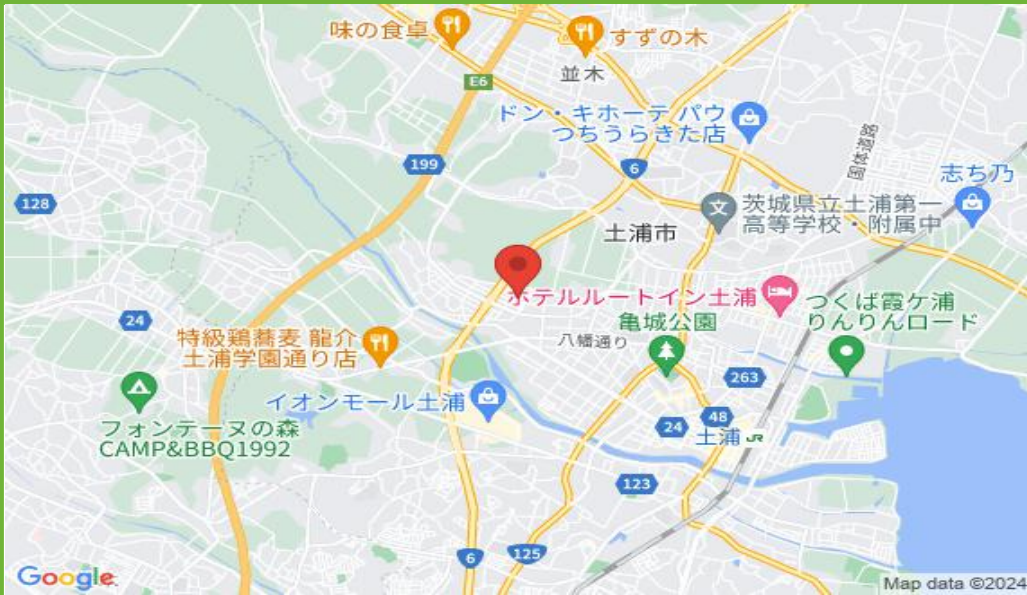 味の食卓
すずの木
並木
E6
ドン・キホーテ パウ
つちうらきた店
国体道路
199
6
志ち乃
128
茨城県立土浦第一
高等学校・附属中
土浦市
ホテルルートイン土浦
つくば霞ケ浦
りんりんロード
24
特級鶏蕎麦 龍介
土浦学園通り店
八幡通り
亀城公園
263
イオンモール土浦
フォンテーヌの森
CAMP&BBQ1992
48
24
土浦 JR
123
6
125
Google
Map data ©2024